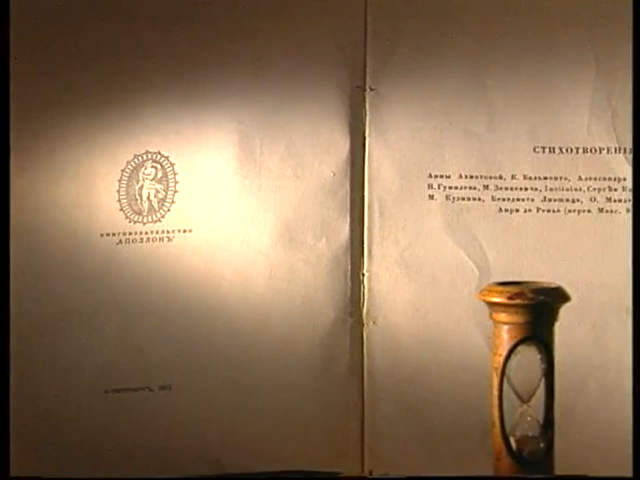 КНИГОИЗДАТЕЛЬСТВО
„АПОЛЛОНЪ“
СТИХОТВОРЕНІ
Анны Ахматовой, К. Бальмонта, Александра
Н. Гумилева, М. Зенкевича, Сергѣя
М. Кузмина, Бенедикта Лившица, О. Манд
Анри де Ренье (перев. Макс.